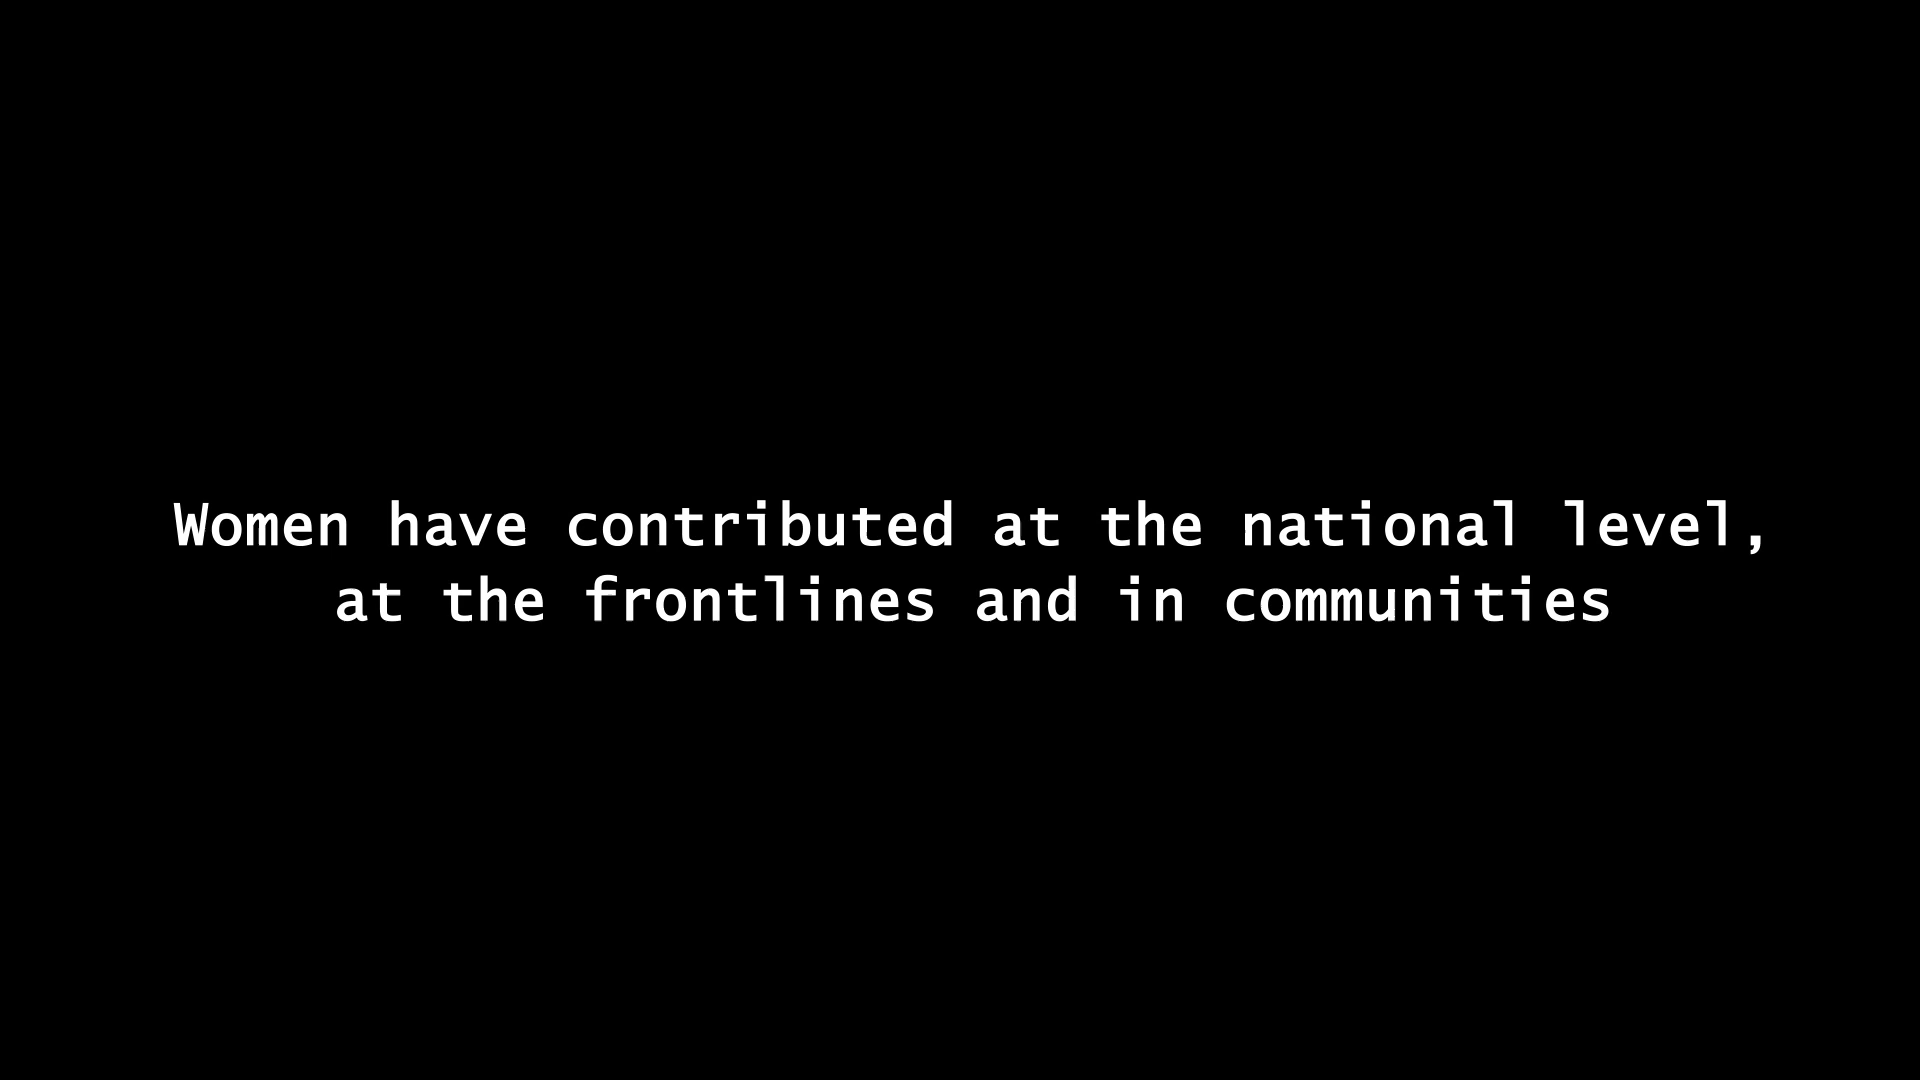 Women have contributed at the national level,
at the frontlines and in communities